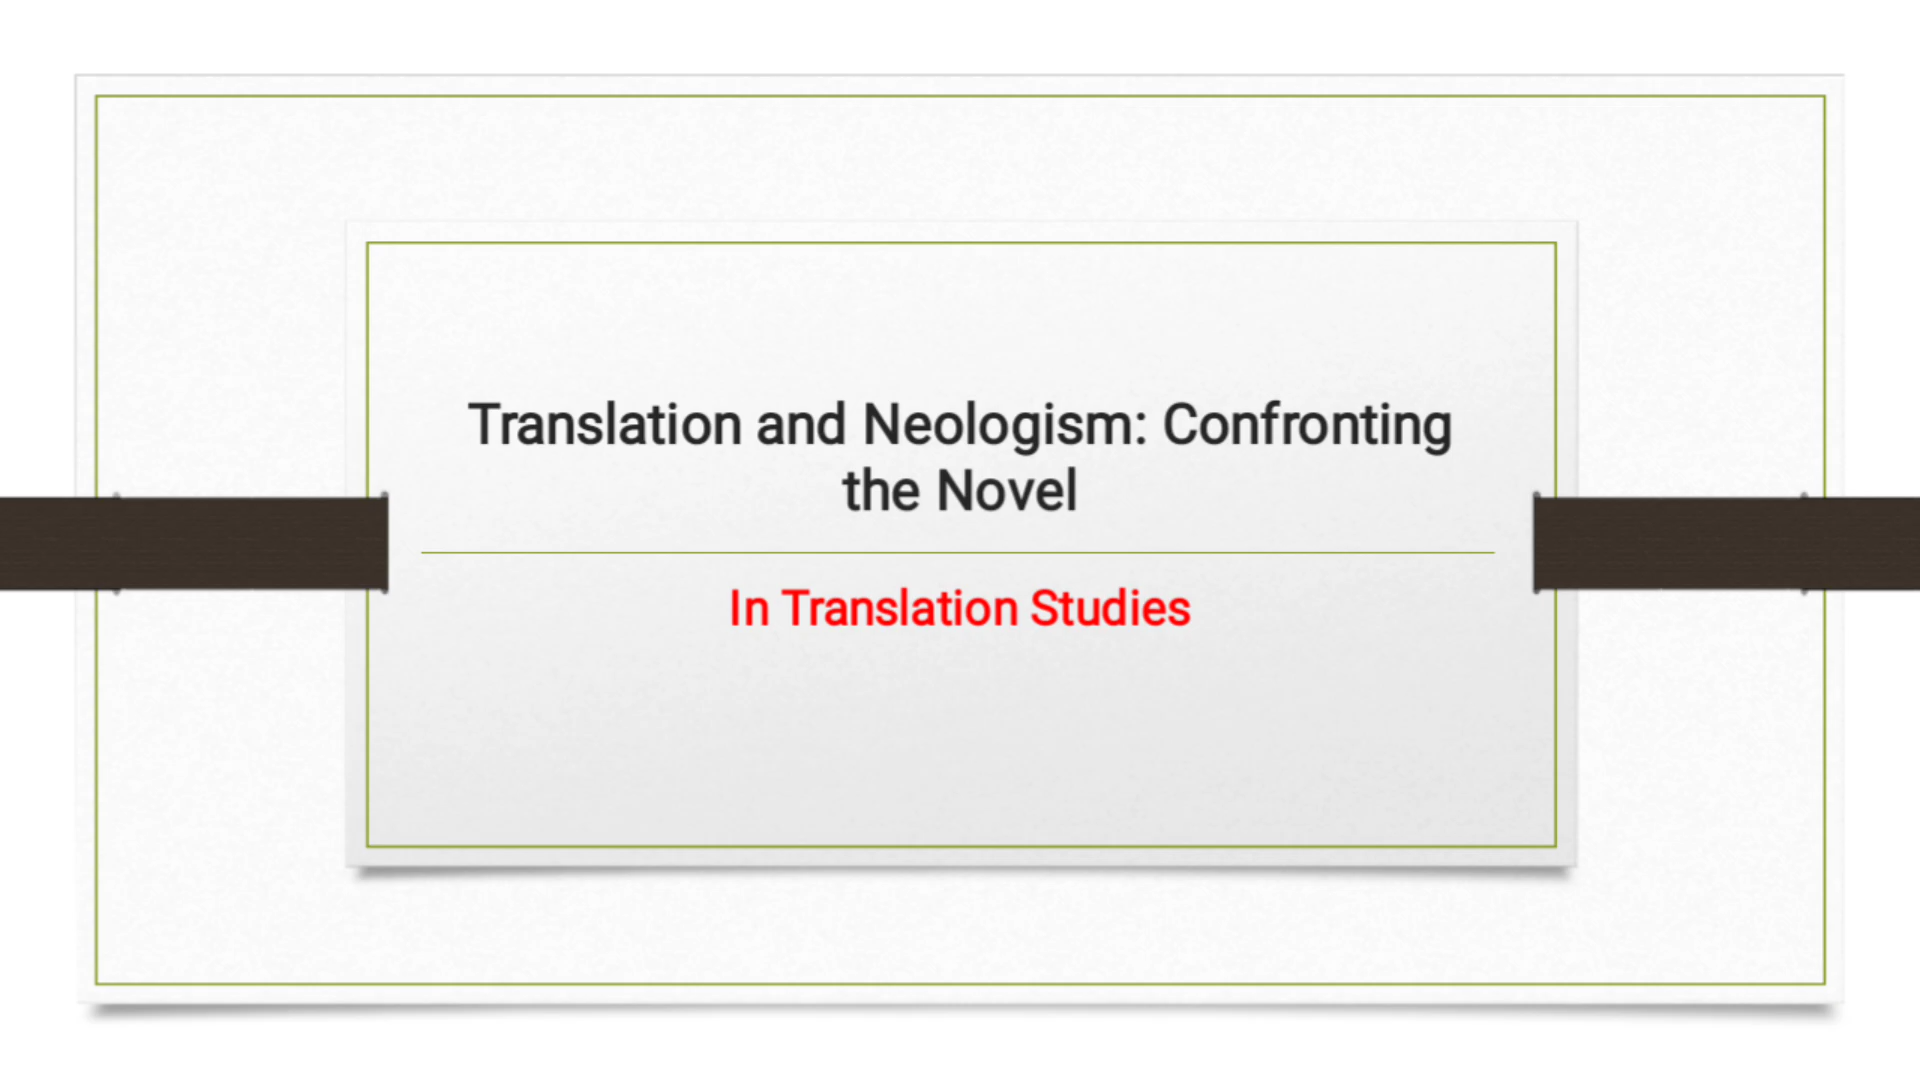 Translation and Neologism: Confronting
the Novel
In Translation Studies